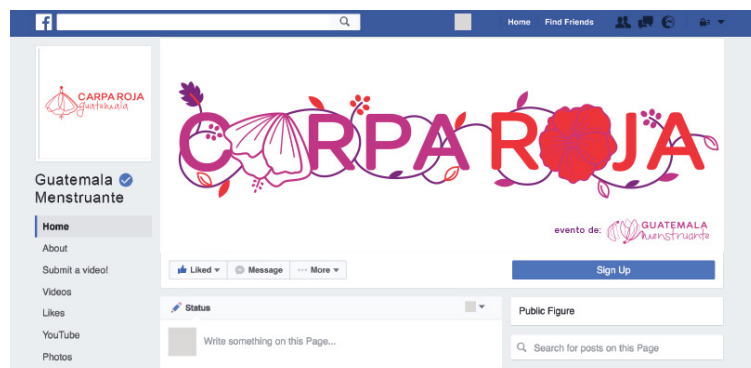 f
Home Find Friends
CARPA ROJA
guatemala
CARPA ROJA
evento de: GUATEMALA
menstruante
Guatemala
Menstruante
Home
About
Submit a video!
Videos
Likes
YouTube
Photos
Liked Message ··· More
Sign Up
Status
Write something on this Page...
Public Figure
Search for posts on this Page